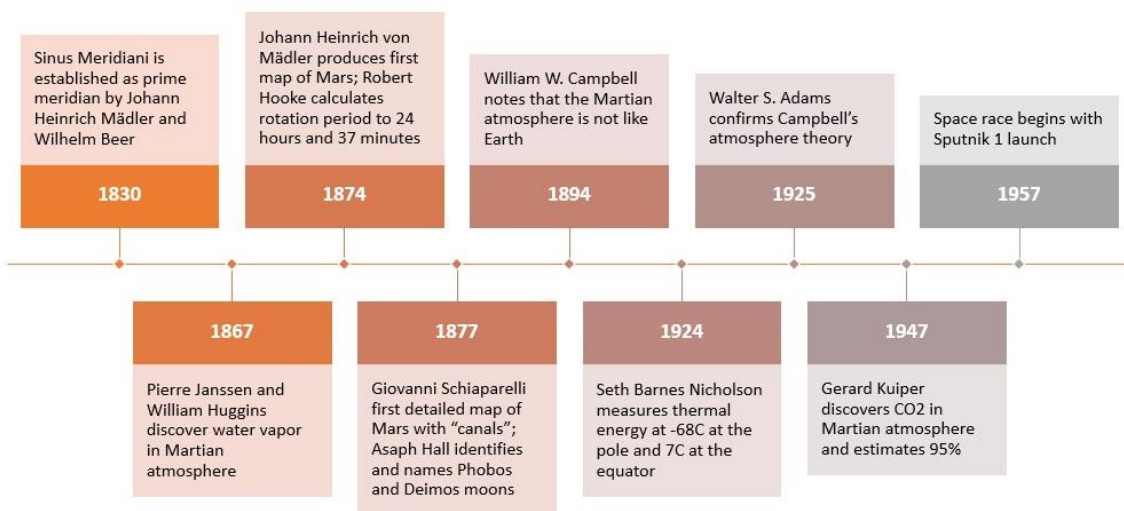 Sinus Meridiani is
established as prime
meridian by Johann
Heinrich Mädler and
Wilhelm Beer
1830
1867
Pierre Janssen and
William Huggins
discover water vapor
in Martian
atmosphere
Johann Heinrich von
Mädler produces first
map of Mars; Robert
Hooke calculates
rotation period to 24
hours and 37 minutes
1874
1877
Giovanni Schiaparelli
first detailed map of
Mars with “canals”;
Asaph Hall identifies
and names Phobos
and Deimos moons
William W. Campbell
notes that the Martian
atmosphere is not like
Earth
1894
1924
Seth Barnes Nicholson
measures thermal
energy at -68C at the
pole and 7C at the
equator
Walter S. Adams
confirms Campbell’s
atmosphere theory
1925
1947
Gerard Kuiper
discovers CO2 in
Martian atmosphere
and estimates 95%
Space race begins with
Sputnik 1 launch
1957